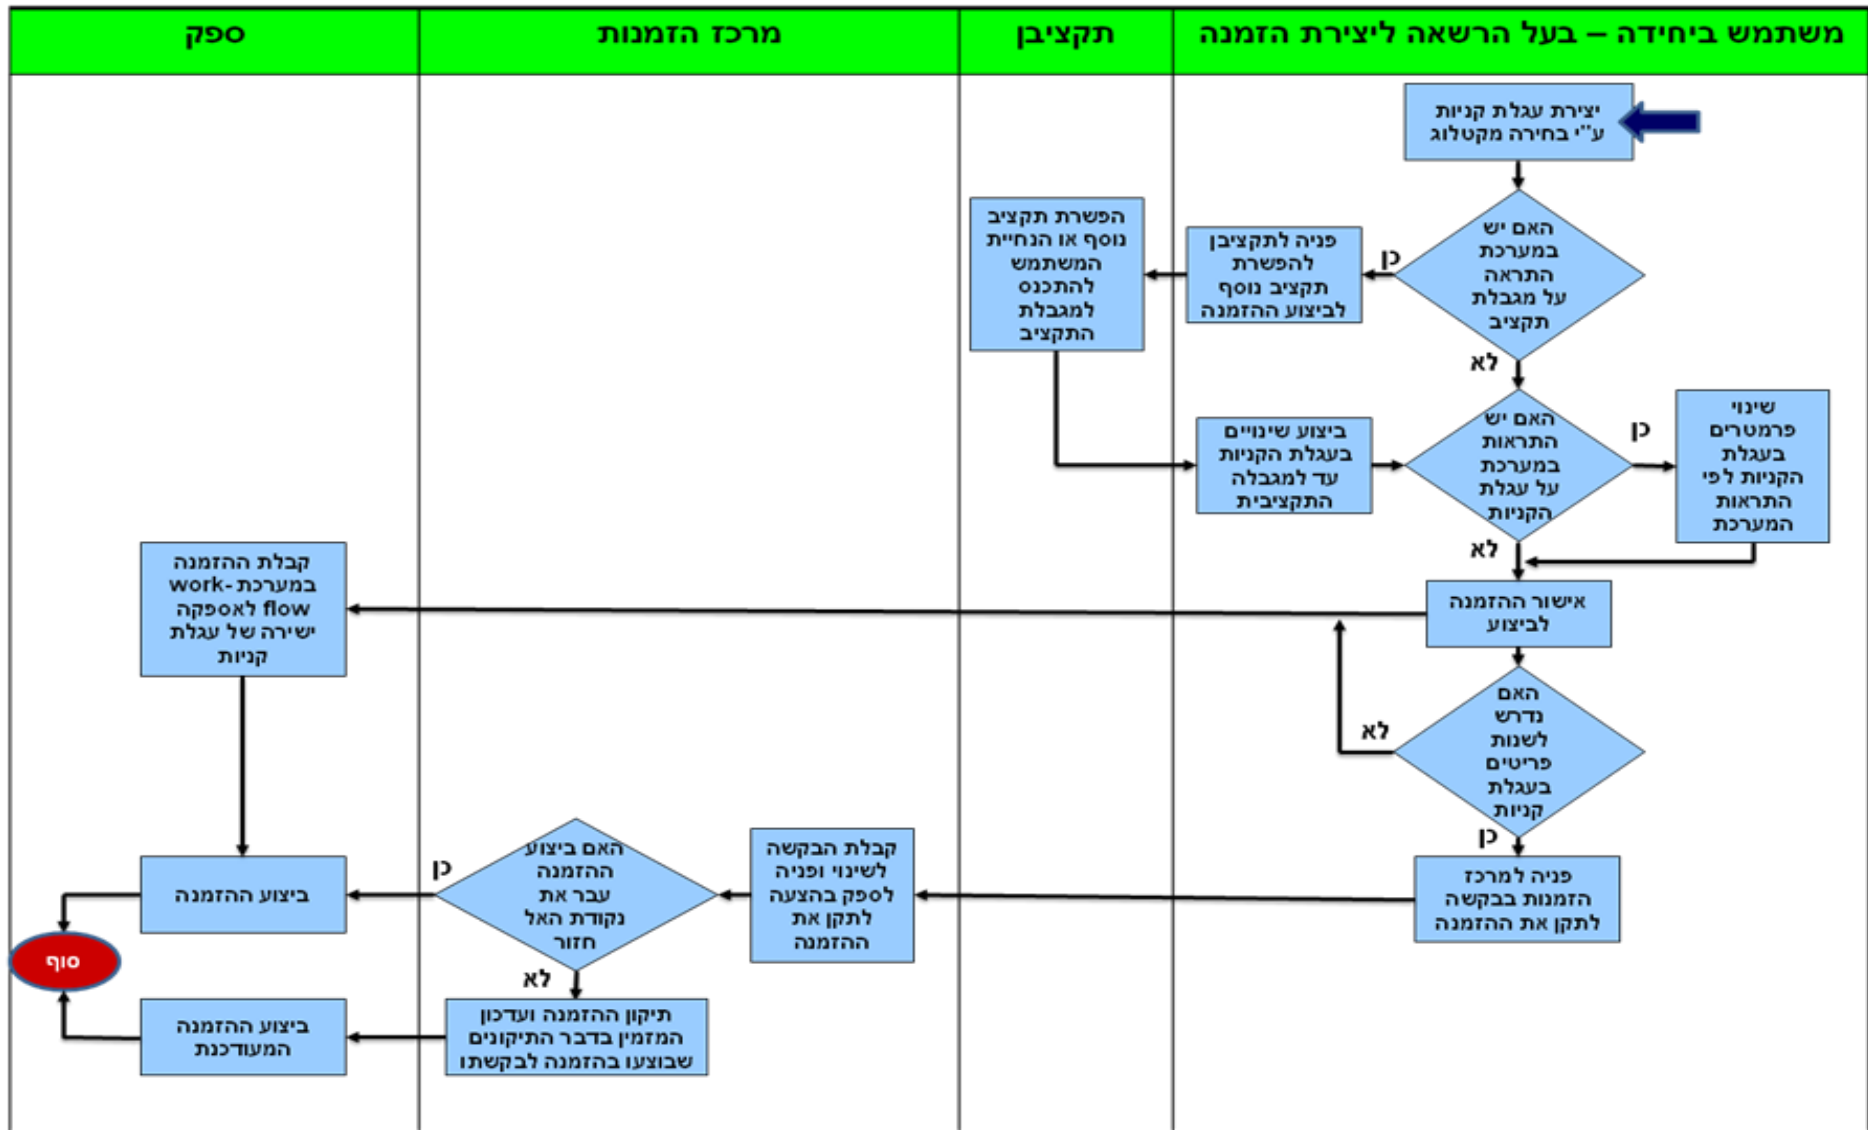 משתמש ביחידה – בעל הרשאה ליצירת הזמנה
תקציבן
מרכז הזמנות
ספק
יצירת עגלת קניות
ע"י בחירה מקטלוג
האם יש
במערכת
התראה
על מגבלת
תקציב
כן
פניה לתקציבן
להפשרת
תקציב נוסף
לביצוע ההזמנה
הפשרת תקציב
נוסף או הנחיית
המשתמש
להתכנס
למגבלת
התקציב
לא
ביצוע שינויים
בעגלת הקניות
עד למגבלה
התקציבית
האם יש
התראות
במערכת
על עגלת
הקניות
כן
שינוי
פרמטרים
בעגלת
הקניות לפי
התראות
המערכת
לא
אישור ההזמנה
לביצוע
קבלת ההזמנה
במערכת work-
flow לאספקה
ישירה של עגלת
קניות
האם
נדרש
לשנות
פריטים
בעגלת
קניות
לא
כן
פניה למרכז
הזמנות בבקשה
לתקן את ההזמנה
קבלת הבקשה
לשינוי ופניה
לספק בהצעה
לתקן את
ההזמנה
האם ביצוע
ההזמנה
עבר את
נקודת האל
חזור
כן
ביצוע ההזמנה
לא
תיקון ההזמנה ועדכון
המזמין בדבר התיקונים
שבוצעו בהזמנה לבקשתו
ביצוע ההזמנה
המעודכנת
סוף